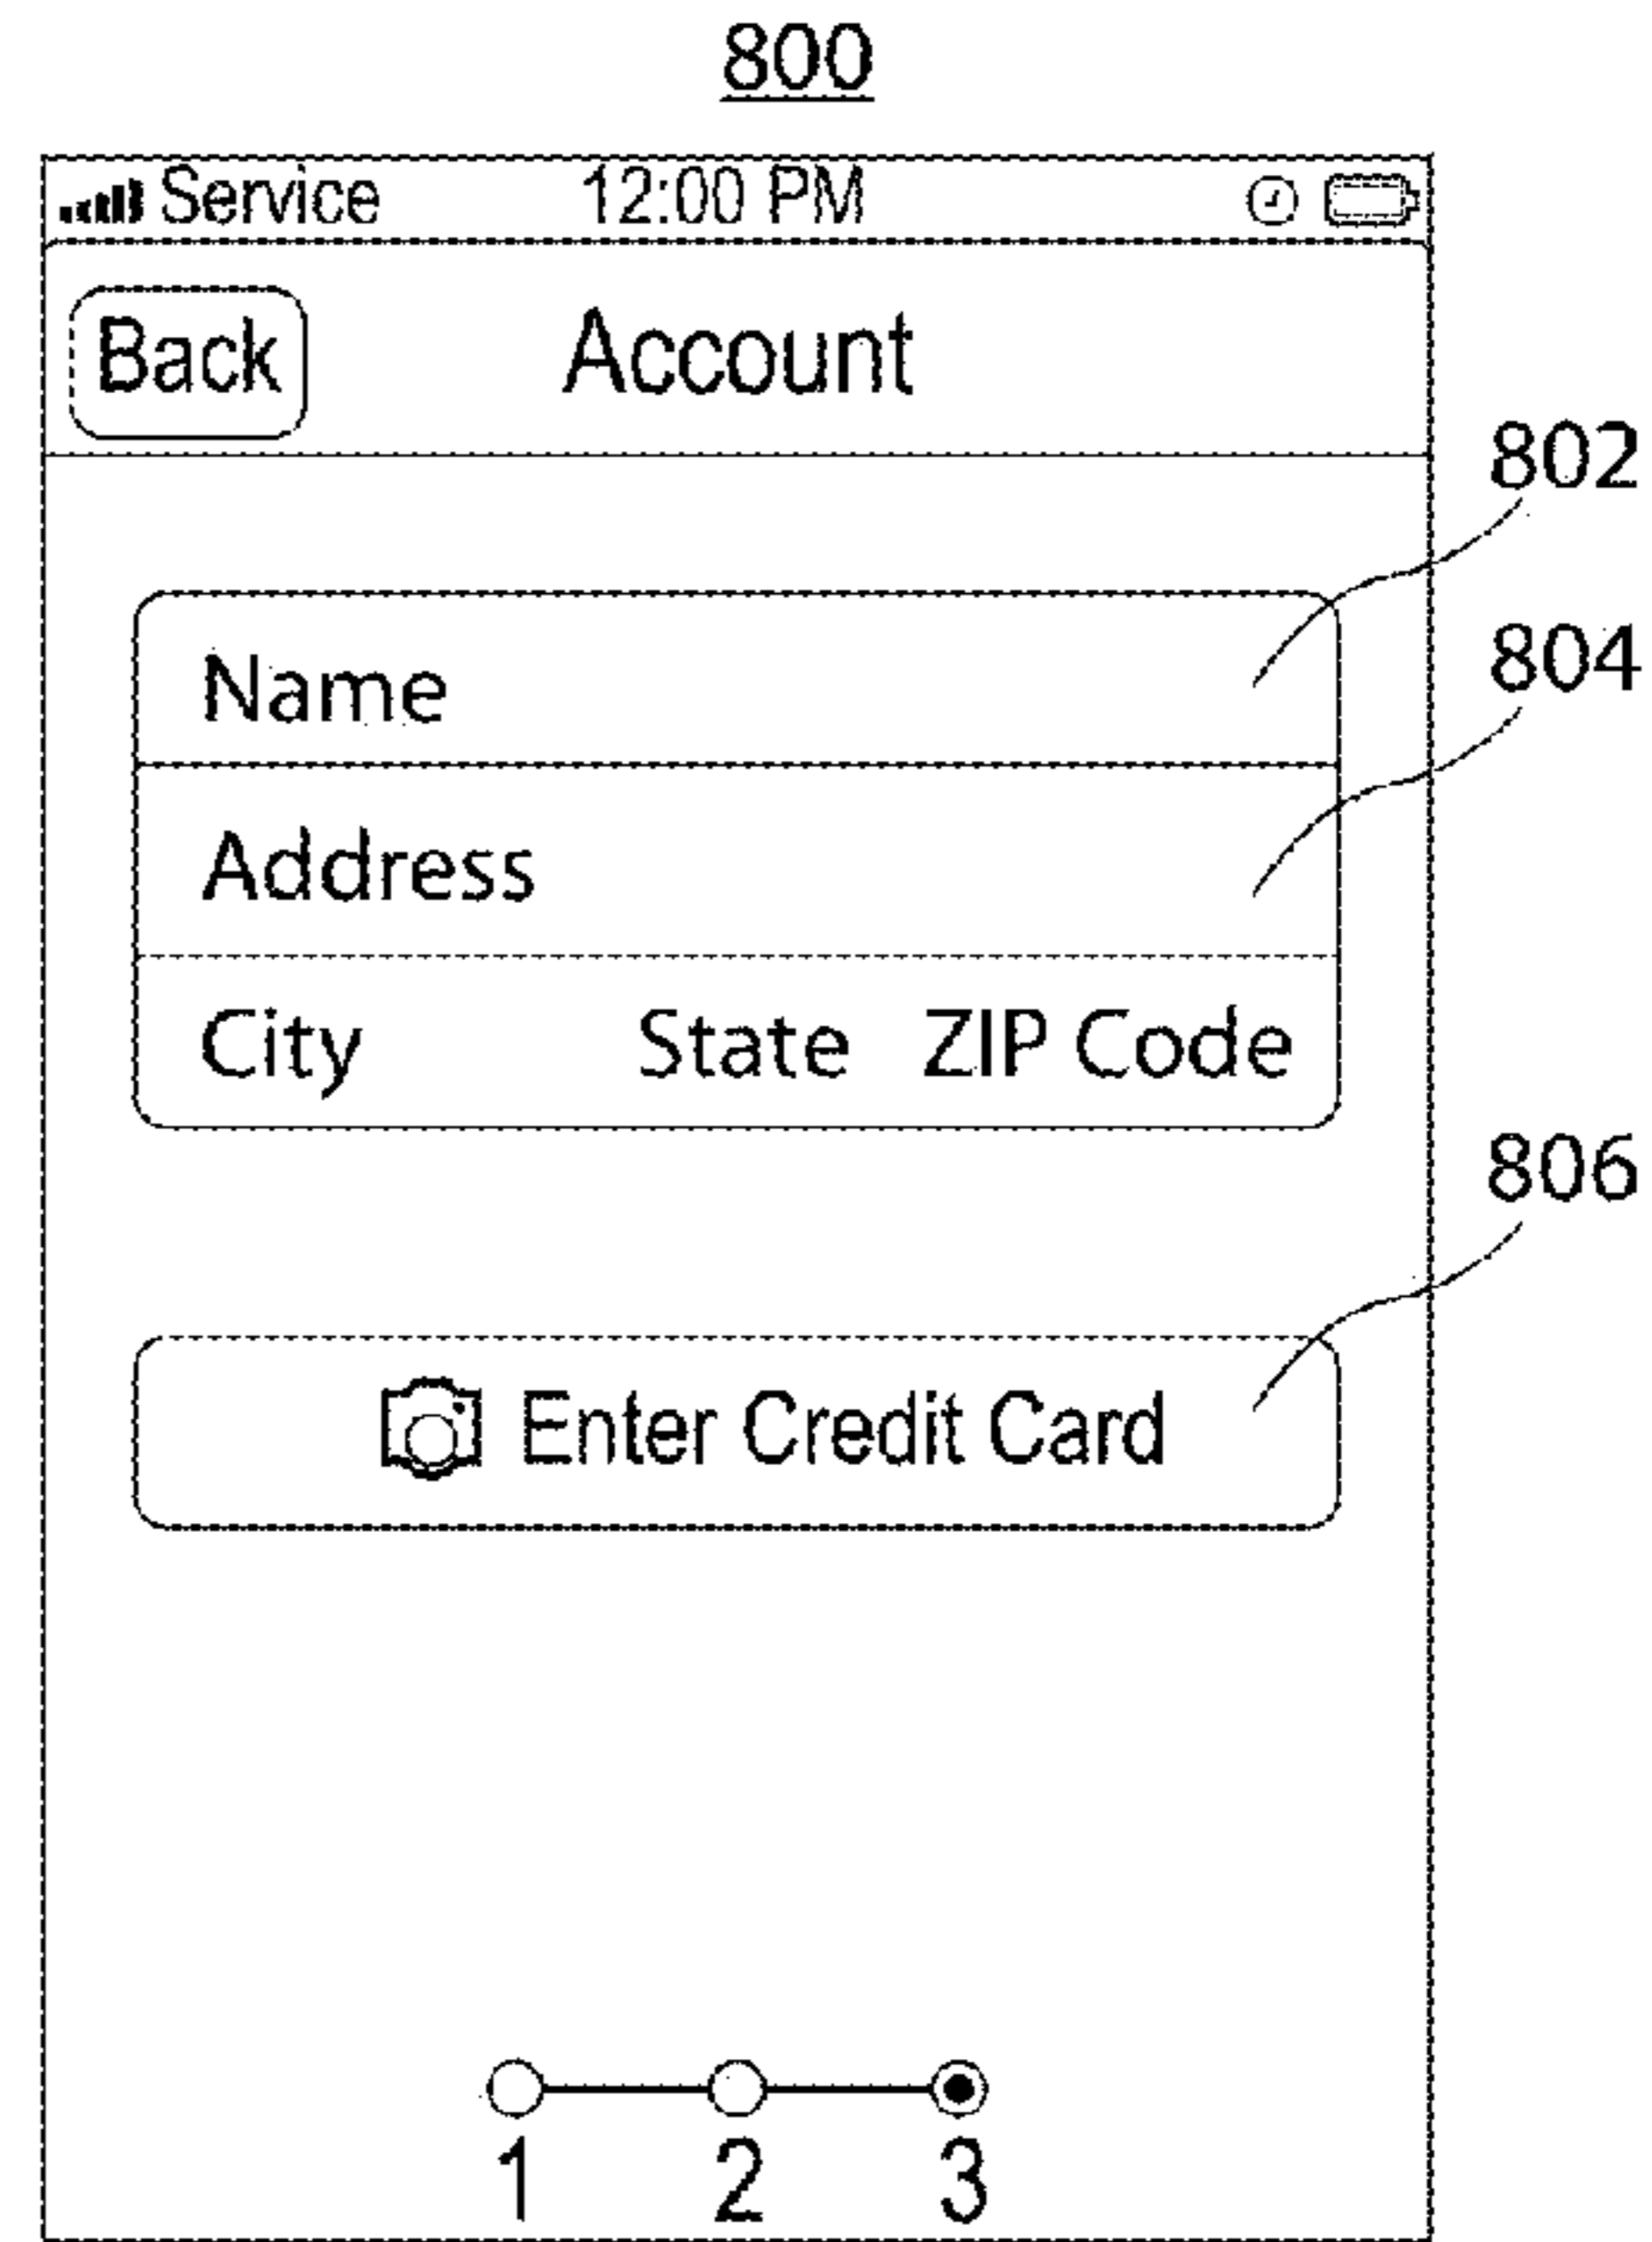 800
Service 12:00 PM
Back Account
802
Name
804
Address
City State ZIP Code
806
Enter Credit Card
1 2 3